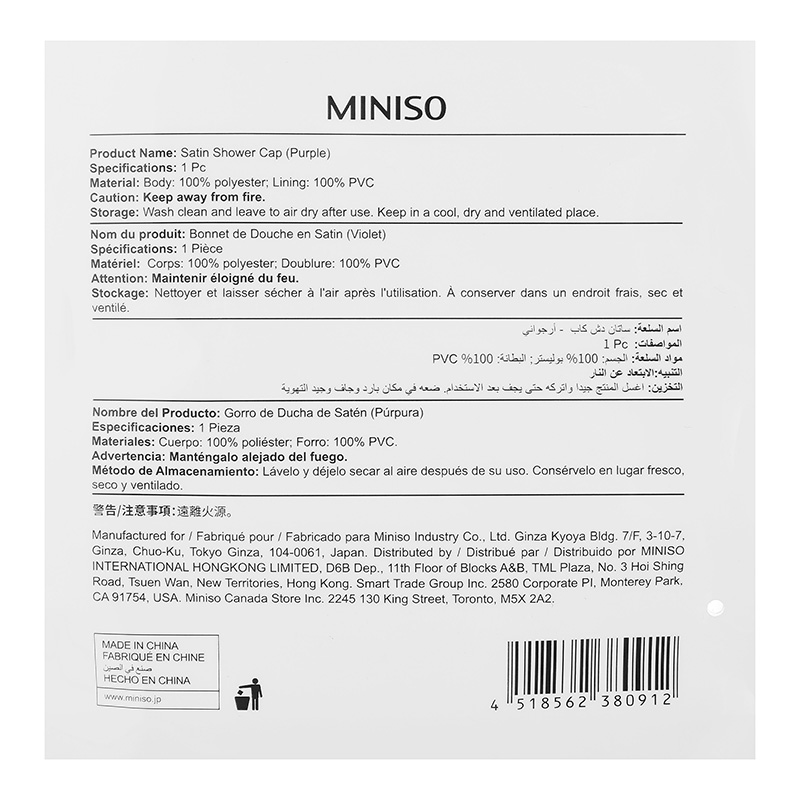 MINISO
Product Name: Satin Shower Cap (Purple)
Specifications: 1 Pc
Material: Body: 100% polyester; Lining: 100% PVC
Caution: Keep away from fire.
Storage: Wash clean and leave to air dry after use. Keep in a cool, dry and ventilated place.
Nom du produit: Bonnet de Douche en Satin (Violet)
Spécifications: 1 Pièce
Matériel: Corps: 100% polyester; Doublure: 100% PVC
Attention: Maintenir éloigné du feu.
Stockage: Nettoyer et laisser sécher à l'air après l'utilisation. À conserver dans un endroit frais, sec et
ventilé.
اسم السلعة: ساتان دش كاب - أرجواني
المواصفات: 1 Pc
مواد السلعة: الجسم: 100% بوليستر; البطانة: 100% PVC
التنبيه:الابتعاد عن النار
التخزين: اغسل المنتج جيدا واتركه حتى يجف بعد الاستخدام. ضعه في مكان بارد وجاف وجيد التهوية
Nombre del Producto: Gorro de Ducha de Satén (Púrpura)
Especificaciones: 1 Pieza
Materiales: Cuerpo: 100% poliéster; Forro: 100% PVC.
Advertencia: Manténgalo alejado del fuego.
Método de Almacenamiento: Lávelo y déjelo secar al aire después de su uso. Consérvelo en lugar fresco,
seco y ventilado.
警告/注意事項:遠離火源。
Manufactured for / Fabriqué pour / Fabricado para Miniso Industry Co., Ltd. Ginza Kyoya Bldg. 7/F, 3-10-7,
Ginza, Chuo-Ku, Tokyo Ginza, 104-0061, Japan. Distributed by / Distribué par / Distribuido por MINISO
INTERNATIONAL HONGKONG LIMITED, D6B Dep., 11th Floor of Blocks A&B, TML Plaza, No. 3 Hoi Shing
Road, Tsuen Wan, New Territories, Hong Kong. Smart Trade Group Inc. 2580 Corporate Pl, Monterey Park,
CA 91754, USA. Miniso Canada Store Inc. 2245 130 King Street, Toronto, M5X 2A2.
MADE IN CHINA
FABRIQUÉ EN CHINE
صنع في الصين
HECHO EN CHINA
www.miniso.jp
4 518562 380912